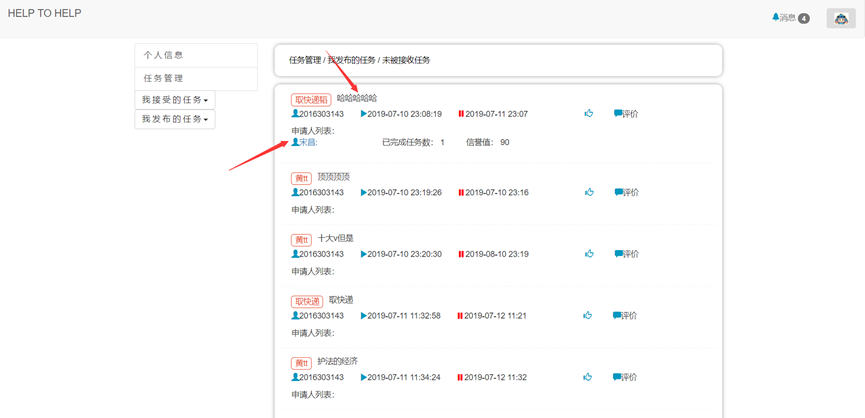 HELP TO HELP
消息 4
个人信息
任务管理
我接受的任务
我发布的任务
任务管理 / 我发布的任务 / 未被接收任务
取快递韬 哈哈哈哈哈
2016303143 2019-07-10 23:08:19 2019-07-11 23:07 评价
申请人列表:
宋昌: 已完成任务数: 1 信誉值: 90
黄tt 顶顶顶顶
2016303143 2019-07-10 23:19:26 2019-07-10 23:16 评价
申请人列表:
黄tt 十大v但是
2016303143 2019-07-10 23:20:30 2019-08-10 23:19 评价
申请人列表:
取快递 取快递
2016303143 2019-07-11 11:32:58 2019-07-12 11:21 评价
申请人列表:
黄tt 护法的经济
2016303143 2019-07-11 11:34:24 2019-07-12 11:32 评价
申请人列表: